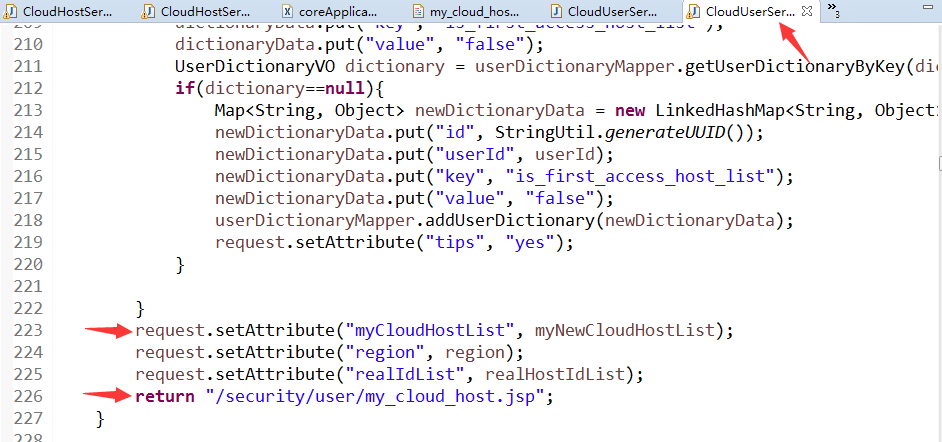 CloudHostSer... CloudHostSer... coreApplica... my_cloud_hos... CloudUserSer... CloudUserSer... »3
209 dictionaryData.put("key", "is_first_access_host_list");
210 dictionaryData.put("value", "false");
211 UserDictionaryVO dictionary = userDictionaryMapper.getUserDictionaryByKey(dic
212 if(dictionary==null){
213 Map<String, Object> newDictionaryData = new LinkedHashMap<String, Object>
214 newDictionaryData.put("id", StringUtil.generateUUID());
215 newDictionaryData.put("userId", userId);
216 newDictionaryData.put("key", "is_first_access_host_list");
217 newDictionaryData.put("value", "false");
218 userDictionaryMapper.addUserDictionary(newDictionaryData);
219 request.setAttribute("tips", "yes");
220 }
221
222 }
223 request.setAttribute("myCloudHostList", myNewCloudHostList);
224 request.setAttribute("region", region);
225 request.setAttribute("realIdList", realHostIdList);
226 return "/security/user/my_cloud_host.jsp";
227 }
228